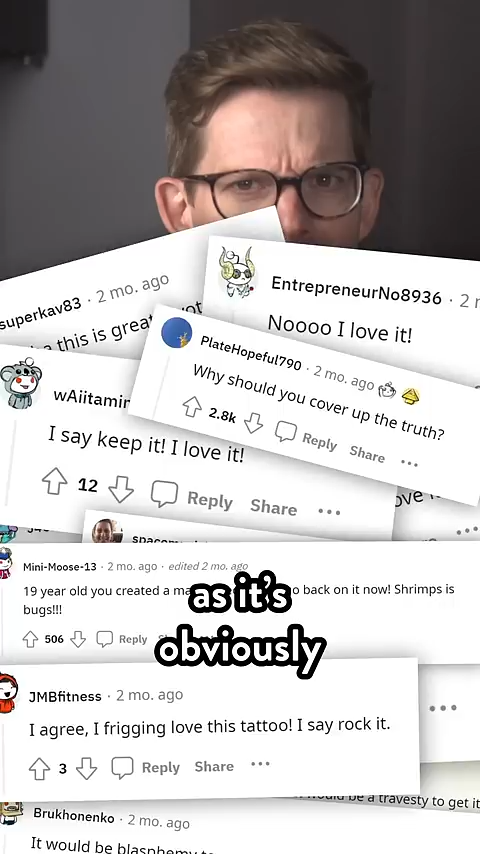 superkav83 · 2 mo. ago
this is great
EntrepreneurNo8936 · 2
Noooo I love it!
PlateHopeful790 · 2 mo. ago
Why should you cover up the truth?
2.8k Reply Share ...
wAiitamin
I say keep it! I love it!
12 Reply Share ...
Mini-Moose-13 · 2 mo. ago · edited 2 mo. ago
19 year old you created a back on it now! Shrimps is
bugs!!!
506 Reply
as it's
obviously
JMBfitness · 2 mo. ago
I agree, I frigging love this tattoo! I say rock it.
3 Reply Share ...
be a travesty to get it
Brukhonenko · 2 mo. ago
It would be blasphemy